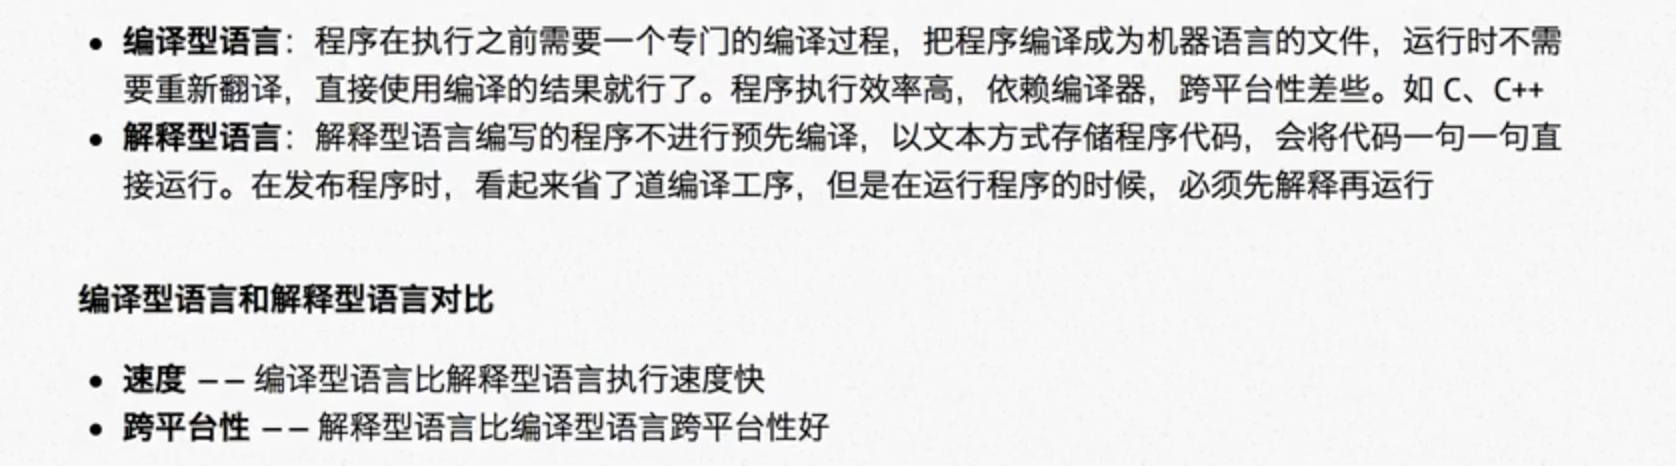 • 编译型语言：程序在执行之前需要一个专门的编译过程，把程序编译成为机器语言的文件，运行时不需
要重新翻译，直接使用编译的结果就行了。程序执行效率高，依赖编译器，跨平台性差些。如 C、C++
• 解释型语言：解释型语言编写的程序不进行预先编译，以文本方式存储程序代码，会将代码一句一句直
接运行。在发布程序时，看起来省了道编译工序，但是在运行程序的时候，必须先解释再运行
编译型语言和解释型语言对比
• 速度 —— 编译型语言比解释型语言执行速度快
• 跨平台性 —— 解释型语言比编译型语言跨平台性好